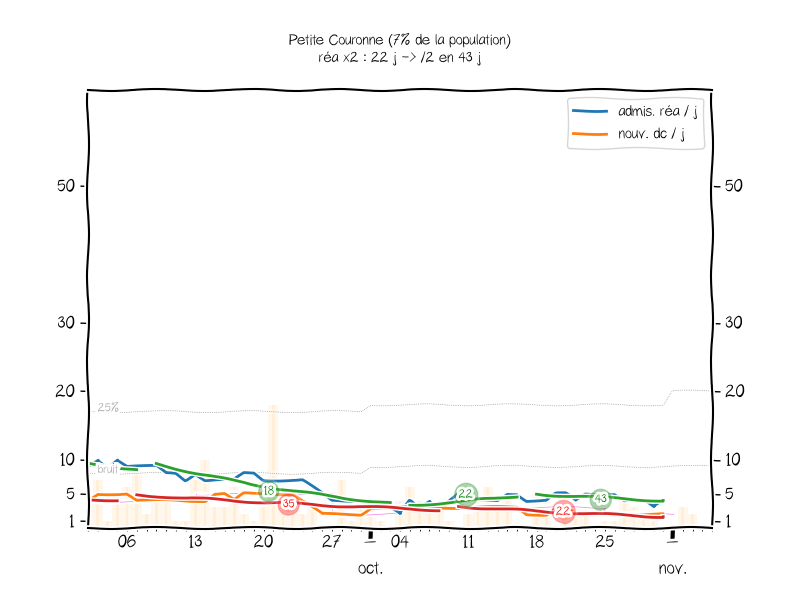 Petite Couronne (7% de la population)
réa x2 : 22 j -> /2 en 43 j
admis. réa / j
nouv. dc / j
50 50
30 30
20 20
25%
10 10
bruit
18 22 43
5 5
35 22
1 1
06 13 20 27 1 04 11 18 25 1
oct. nov.